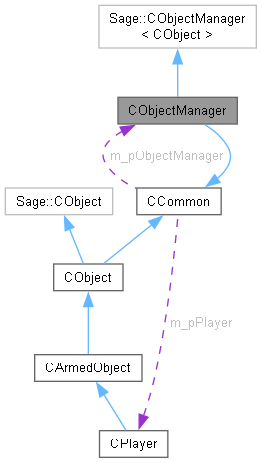 Sage::CObjectManager
< CObject >
CObjectManager
m_pObjectManager
Sage::CObject
CCommon
CObject
m_pPlayer
CArmedObject
CPlayer